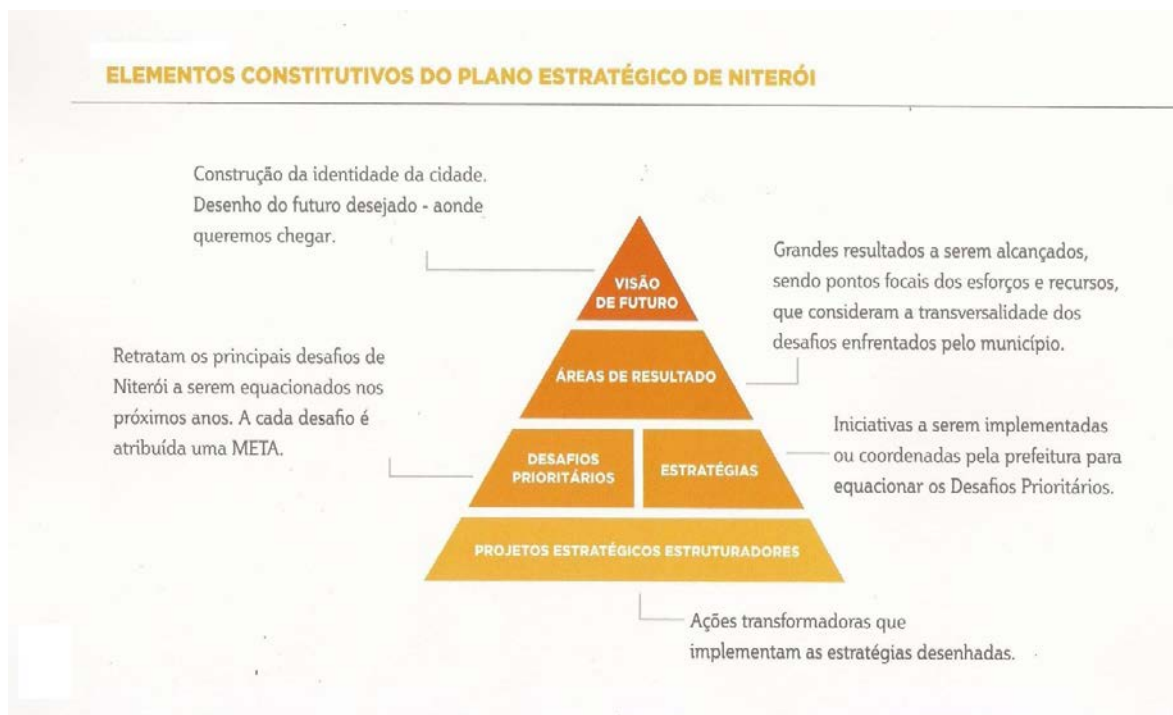 ELEMENTOS CONSTITUTIVOS DO PLANO ESTRATÉGICO DE NITERÓI
Construção da identidade da cidade.
Desenho do futuro desejado - aonde
queremos chegar.
VISÃO
DE FUTURO
Grandes resultados a serem alcançados,
sendo pontos focais dos esforços e recursos,
que consideram a transversalidade dos
desafios enfrentados pelo município.
ÁREAS DE RESULTADO
Retratam os principais desafios de
Niterói a serem equacionados nos
próximos anos. A cada desafio é
atribuída uma META.
DESAFIOS
PRIORITÁRIOS
ESTRATÉGIAS
Iniciativas a serem implementadas
ou coordenadas pela prefeitura para
equacionar os Desafios Prioritários.
PROJETOS ESTRATÉGICOS ESTRUTURADORES
Ações transformadoras que
implementam as estratégias desenhadas.